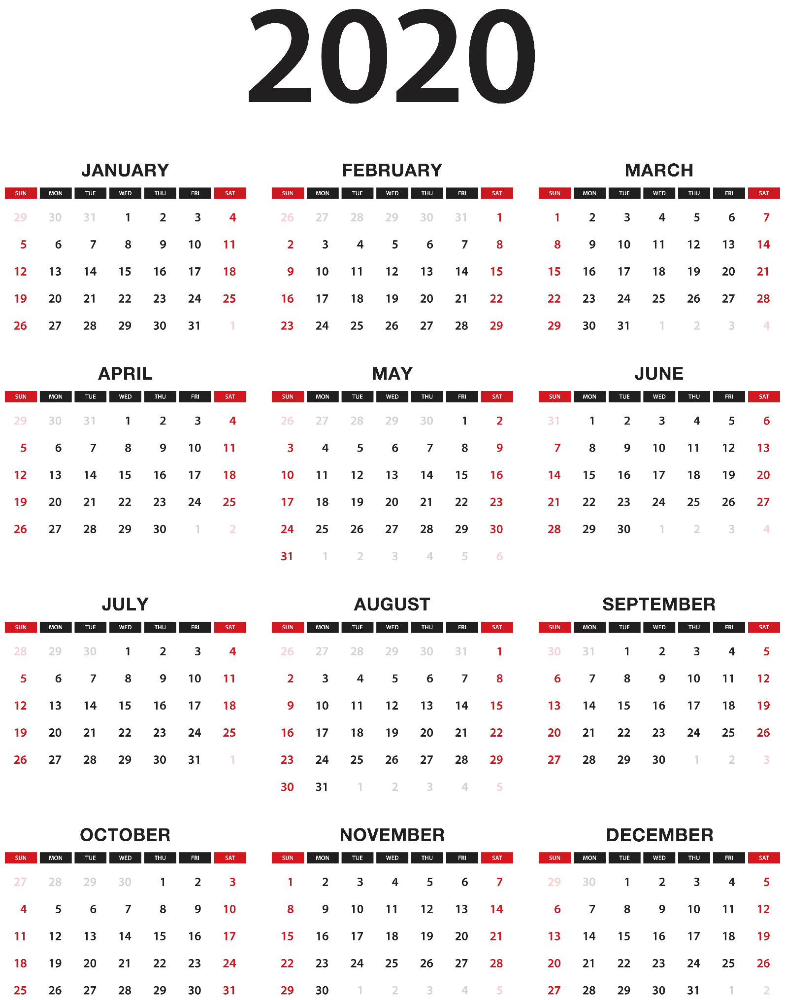 2020
JANUARY
SUN MON TUE WED THU FRI SAT
29 30 31 1 2 3 4
5 6 7 8 9 10 11
12 13 14 15 16 17 18
19 20 21 22 23 24 25
26 27 28 29 30 31 1
FEBRUARY
SUN MON TUE WED THU FRI SAT
26 27 28 29 30 31 1
2 3 4 5 6 7 8
9 10 11 12 13 14 15
16 17 18 19 20 21 22
23 24 25 26 27 28 29
MARCH
SUN MON TUE WED THU FRI SAT
1 2 3 4 5 6 7
8 9 10 11 12 13 14
15 16 17 18 19 20 21
22 23 24 25 26 27 28
29 30 31 1 2 3 4
APRIL
SUN MON TUE WED THU FRI SAT
29 30 31 1 2 3 4
5 6 7 8 9 10 11
12 13 14 15 16 17 18
19 20 21 22 23 24 25
26 27 28 29 30 1 2
MAY
SUN MON TUE WED THU FRI SAT
26 27 28 29 30 1 2
3 4 5 6 7 8 9
10 11 12 13 14 15 16
17 18 19 20 21 22 23
24 25 26 27 28 29 30
31 1 2 3 4 5 6
JUNE
SUN MON TUE WED THU FRI SAT
31 1 2 3 4 5 6
7 8 9 10 11 12 13
14 15 16 17 18 19 20
21 22 23 24 25 26 27
28 29 30 1 2 3 4
JULY
SUN MON TUE WED THU FRI SAT
28 29 30 1 2 3 4
5 6 7 8 9 10 11
12 13 14 15 16 17 18
19 20 21 22 23 24 25
26 27 28 29 30 31 1
AUGUST
SUN MON TUE WED THU FRI SAT
26 27 28 29 30 31 1
2 3 4 5 6 7 8
9 10 11 12 13 14 15
16 17 18 19 20 21 22
23 24 25 26 27 28 29
30 31 1 2 3 4 5
SEPTEMBER
SUN MON TUE WED THU FRI SAT
30 31 1 2 3 4 5
6 7 8 9 10 11 12
13 14 15 16 17 18 19
20 21 22 23 24 25 26
27 28 29 30 1 2 3
OCTOBER
SUN MON TUE WED THU FRI SAT
27 28 29 30 1 2 3
4 5 6 7 8 9 10
11 12 13 14 15 16 17
18 19 20 21 22 23 24
25 26 27 28 29 30 31
NOVEMBER
SUN MON TUE WED THU FRI SAT
1 2 3 4 5 6 7
8 9 10 11 12 13 14
15 16 17 18 19 20 21
22 23 24 25 26 27 28
29 30 1 2 3 4 5
DECEMBER
SUN MON TUE WED THU FRI SAT
29 30 1 2 3 4 5
6 7 8 9 10 11 12
13 14 15 16 17 18 19
20 21 22 23 24 25 26
27 28 29 30 31 1 2